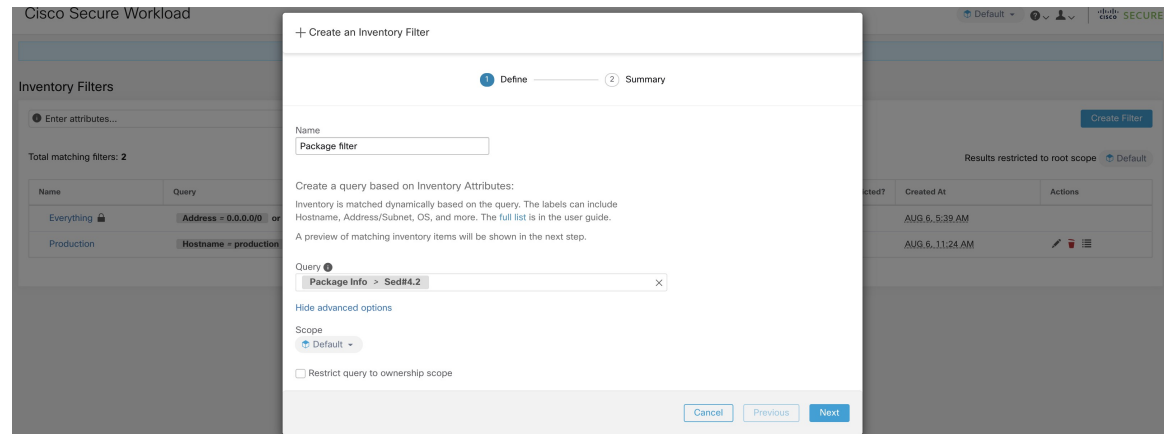 Cisco Secure Workload
Default
cisco SECURE
+ Create an Inventory Filter
1 Define 2 Summary
Inventory Filters
Enter attributes...
Create Filter
Name
Package filter
Total matching filters: 2
Results restricted to root scope Default
Create a query based on Inventory Attributes:
Name Query cted? Created At Actions
Inventory is matched dynamically based on the query. The labels can include
Hostname, Address/Subnet, OS, and more. The full list is in the user guide.
Everything Address = 0.0.0.0/0 or AUG 6, 5:39 AM
A preview of matching inventory items will be shown in the next step.
Production Hostname = production AUG 6, 11:24 AM
Query
Package Info > Sed#4.2
Hide advanced options
Scope
Default
Restrict query to ownership scope
Cancel Previous Next